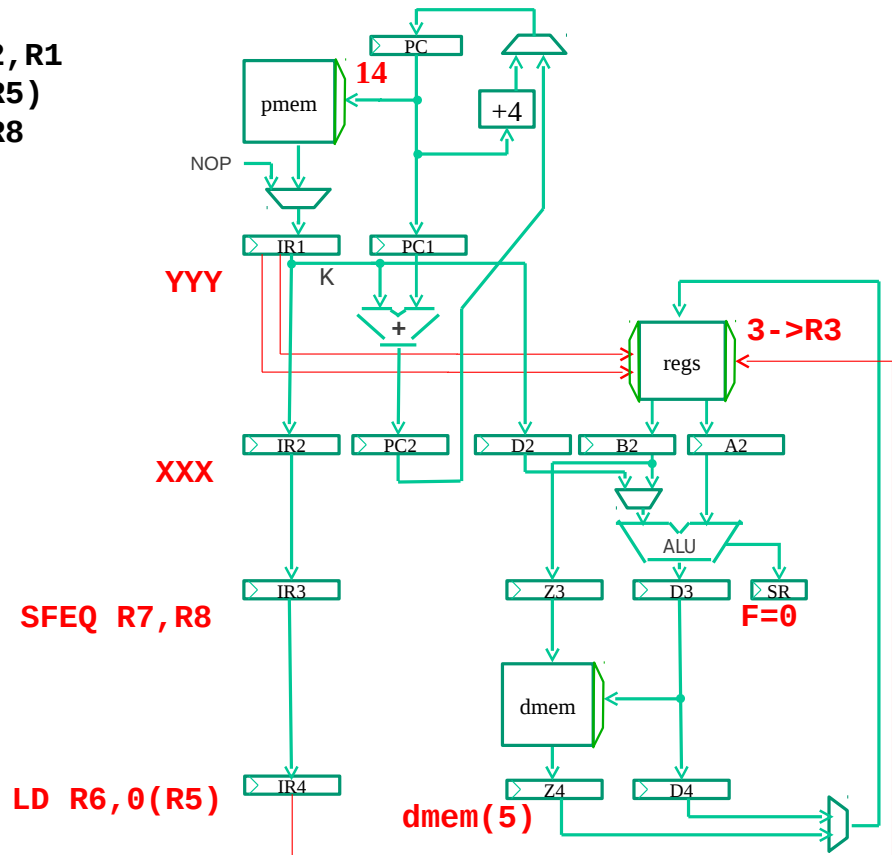 2,R1
R5)
R8
PC
14
pmem
+4
NOP
IR1
PC1
YYY
K
+
3->R3
regs
IR2
PC2
D2
B2
A2
XXX
ALU
IR3
Z3
D3
SR
SFEQ R7,R8
F=0
dmem
IR4
Z4
D4
LD R6,0(R5)
dmem(5)